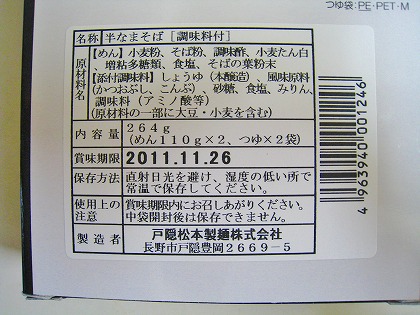 つゆ袋:PE・PET・M
名称 半なまそば [調味料付]
原材料名
【めん】小麦粉、そば粉、調味酢、小麦たん白
、増粘多糖類、食塩、そばの葉粉末
【添付調味料】しょうゆ(本醸造)、風味原料
(かつおぶし、こんぶ)、砂糖、食塩、みりん、
調味料(アミノ酸等)
(原材料の一部に大豆・小麦を含む)
内容量
264g
(めん110g×2、つゆ×2袋)
賞味期限 2011.11.26
保存方法
直射日光を避け、湿度の低い所で
常温で保存してください。
使用上の
注意
賞味期限内にお召しあがりください。
中袋開封後は保存できません。
製造者
戸隠松本製麺株式会社
長野市戸隠豊岡2669-5
4 963940 001246